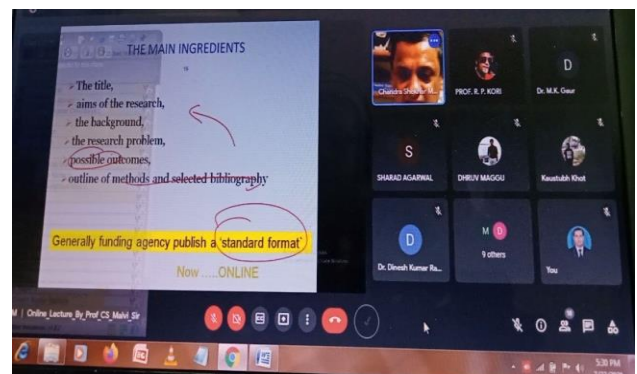 THE MAIN INGREDIENTS
The title,
aims of the research,
the background,
the research problem,
possible outcomes,
outline of methods and selected bibliography
Generally funding agency publish a 'standard format'
Now .....ONLINE
Chandra Shekhar M...
PROF. R. P. KORI
D
Dr. M.K. Gaur
S
SHARAD AGARWAL
DHRUV MAGGU
Kaustubh Khot
D
Dr. Dinesh Kumar Ra...
M D
9 others
You
M | Online_Lecture_By_Prof_CS_Malvi_Sir
5:30 PM